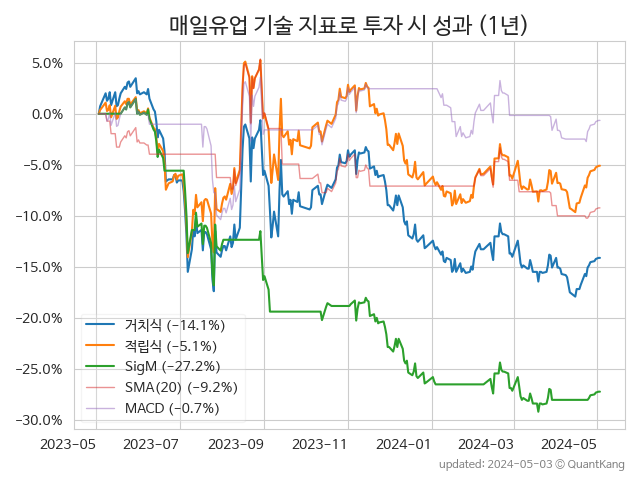 매일유업 기술 지표로 투자 시 성과 (1년)
5.0%
0.0%
−5.0%
−10.0%
−15.0%
−20.0%
−25.0%
−30.0%
거치식 (−14.1%)
적립식 (−5.1%)
SigM (−27.2%)
SMA(20) (−9.2%)
MACD (−0.7%)
2023−05 2023−07 2023−09 2023−11 2024−01 2024−03 2024−05
updated: 2024−05−03 © QuantKang